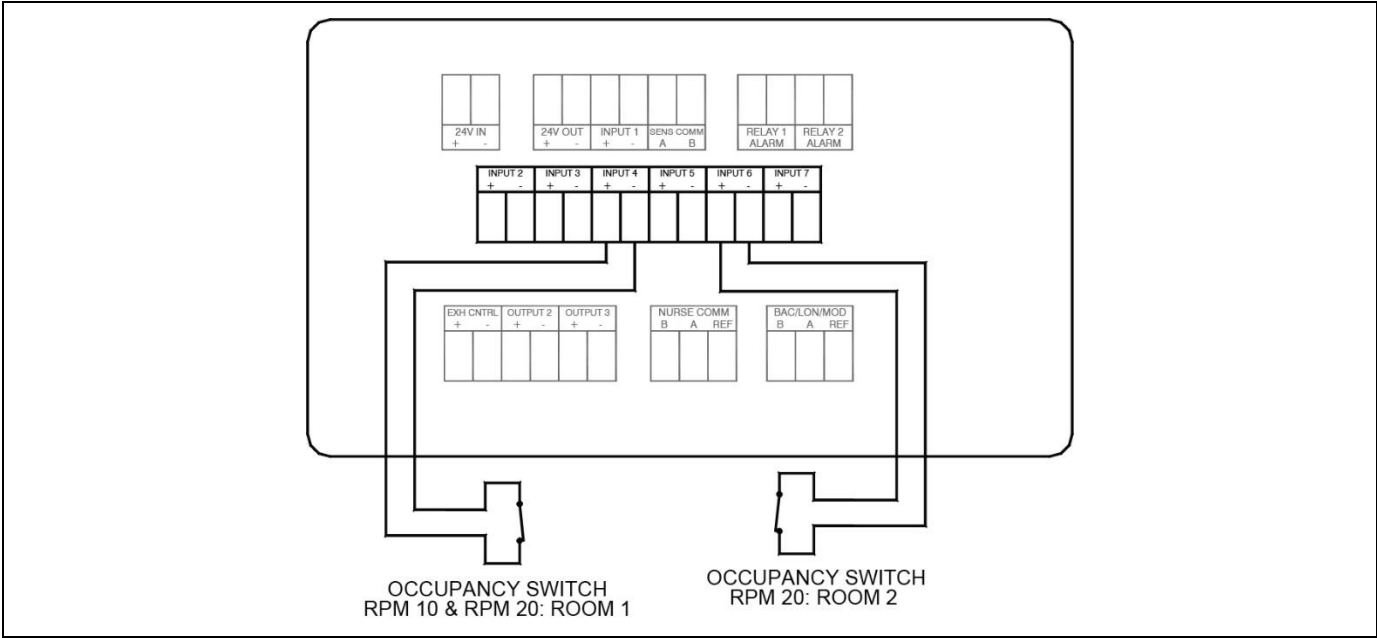 24V IN
+ -
24V OUT INPUT 1 SENS COMM
+ - + - A B
RELAY 1 RELAY 2
ALARM ALARM
INPUT 2 INPUT 3 INPUT 4 INPUT 5 INPUT 6 INPUT 7
+ - + - + - + - + - + -
EXH CNTRL OUTPUT 2 OUTPUT 3
+ - + - + -
NURSE COMM
B A REF
BAC/LON/MOD
B A REF
OCCUPANCY SWITCH
RPM 10 & RPM 20: ROOM 1
OCCUPANCY SWITCH
RPM 20: ROOM 2